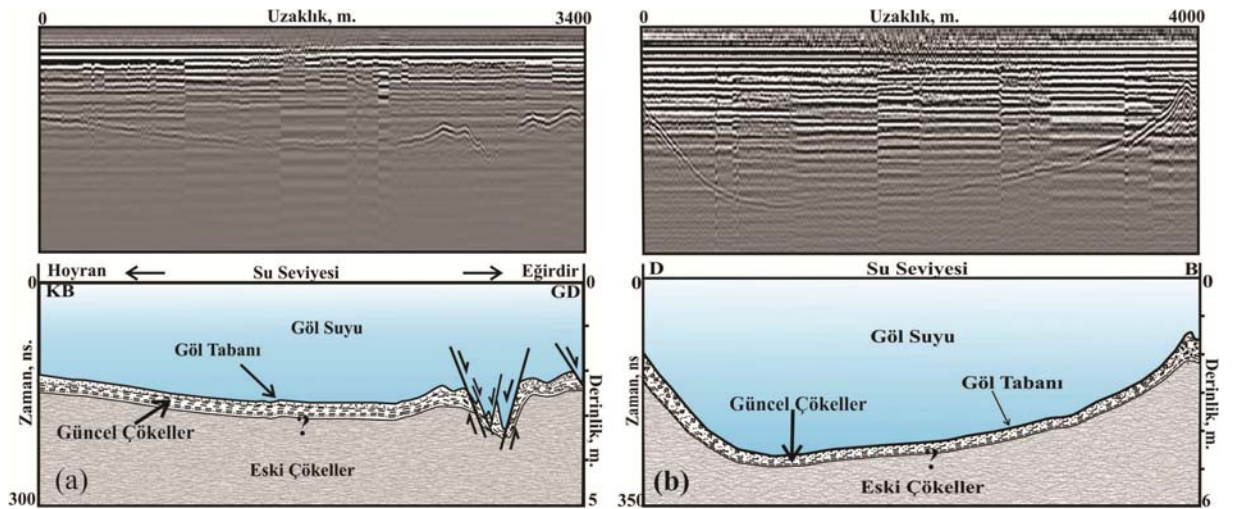 0 Uzaklık, m. 3400
Hoyran Su Seviyesi Eğirdir
0 0
KB GD
Göl Suyu
Göl Tabanı
Zaman, ns.
Derinlik, m.
Güncel Çökeller
?
Eski Çökeller
(a)
300 5
0 Uzaklık, m. 4000
D Su Seviyesi B
0 0
Göl Suyu
Göl Tabanı
Zaman, ns
Derinlik, m.
Güncel Çökeller
?
Eski Çökeller
(b)
350 6